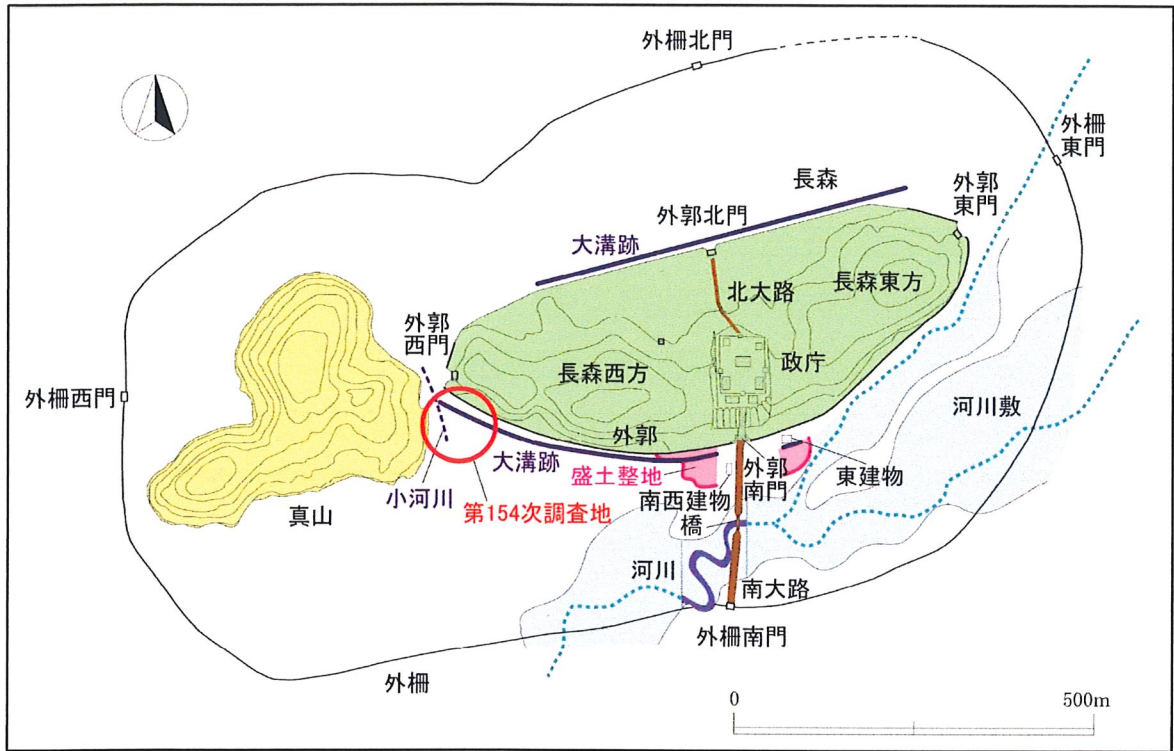 外柵北門
外柵
東門
長森
外郭
東門
外郭北門
大溝跡
北大路
長森東方
外郭
西門
政庁
長森西方
外柵西門
河川敷
外郭
大溝跡
盛土整地
外郭
南門
東建物
小河川
南西建物
第154次調査地
橋
真山
河川
南大路
外柵南門
外柵
0
500m